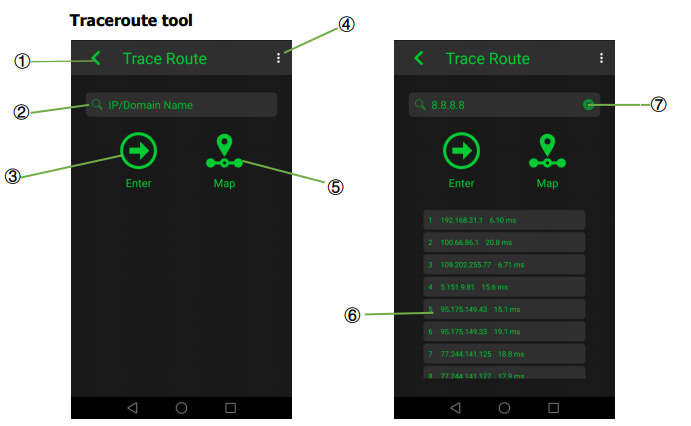 Traceroute tool
④
① Trace Route
Trace Route
② IP/Domain Name
8.8.8.8 ⑦
③
Enter
Map
⑤
Enter
Map
1 192.168.31.1 6.10 ms
2 100.66.86.1 20.8 ms
3 109.202.255.77 6.71 ms
4 5.151.9.81 15.6 ms
⑥ 5 95.175.149.43 15.1 ms
6 95.175.149.33 19.1 ms
7 77.244.141.125 18.8 ms
8 77.244.141.127 17.9 ms